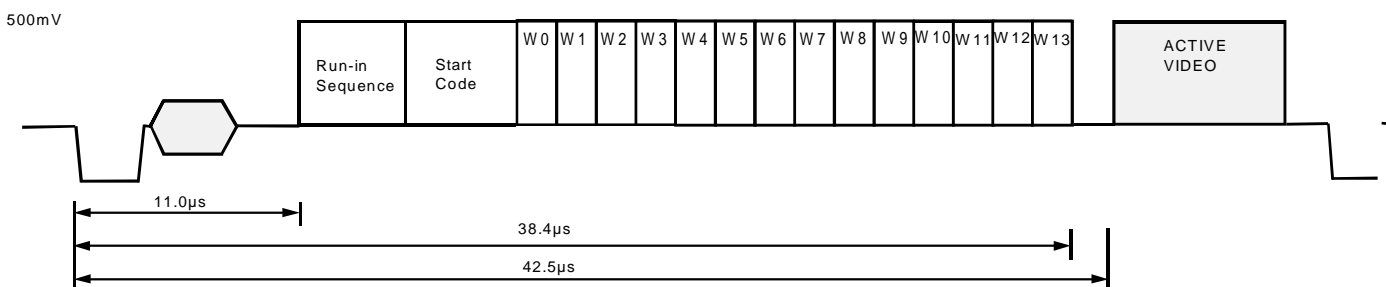 500mV
Run-in
Sequence
Start
Code
W0 W1 W2 W3 W4 W5 W6 W7 W8 W9 W10 W11 W12 W13
ACTIVE
VIDEO
11.0µs
38.4µs
42.5µs